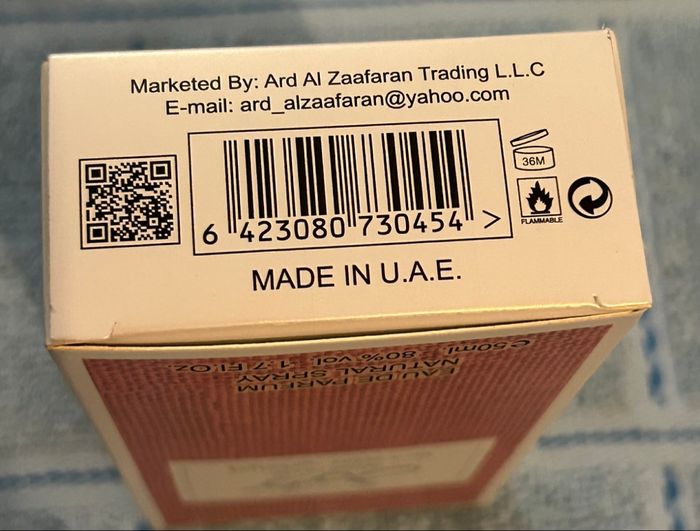 Marketed By: Ard Al Zaafaran Trading L.L.C
E-mail: ard_alzaafaran@yahoo.com
36M
FLAMMABLE
6 423080 730454 >
MADE IN U.A.E.
EAU DE PARFUM
NATURAL SPRAY
℮50ml. 80% vol. 1.7 Fl.Oz.